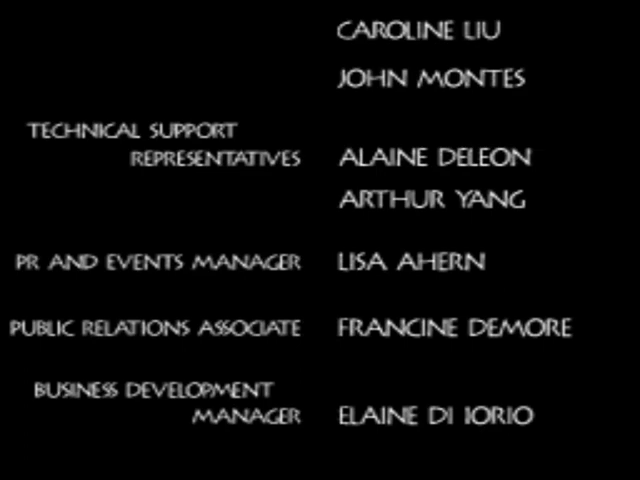 CAROLINE LIU
JOHN MONTES
TECHNICAL SUPPORT
REPRESENTATIVES ALAINE DELEON
ARTHUR YANG
PR AND EVENTS MANAGER LISA AHERN
PUBLIC RELATIONS ASSOCIATE FRANCINE DEMORE
BUSINESS DEVELOPMENT
MANAGER ELAINE DI IORIO